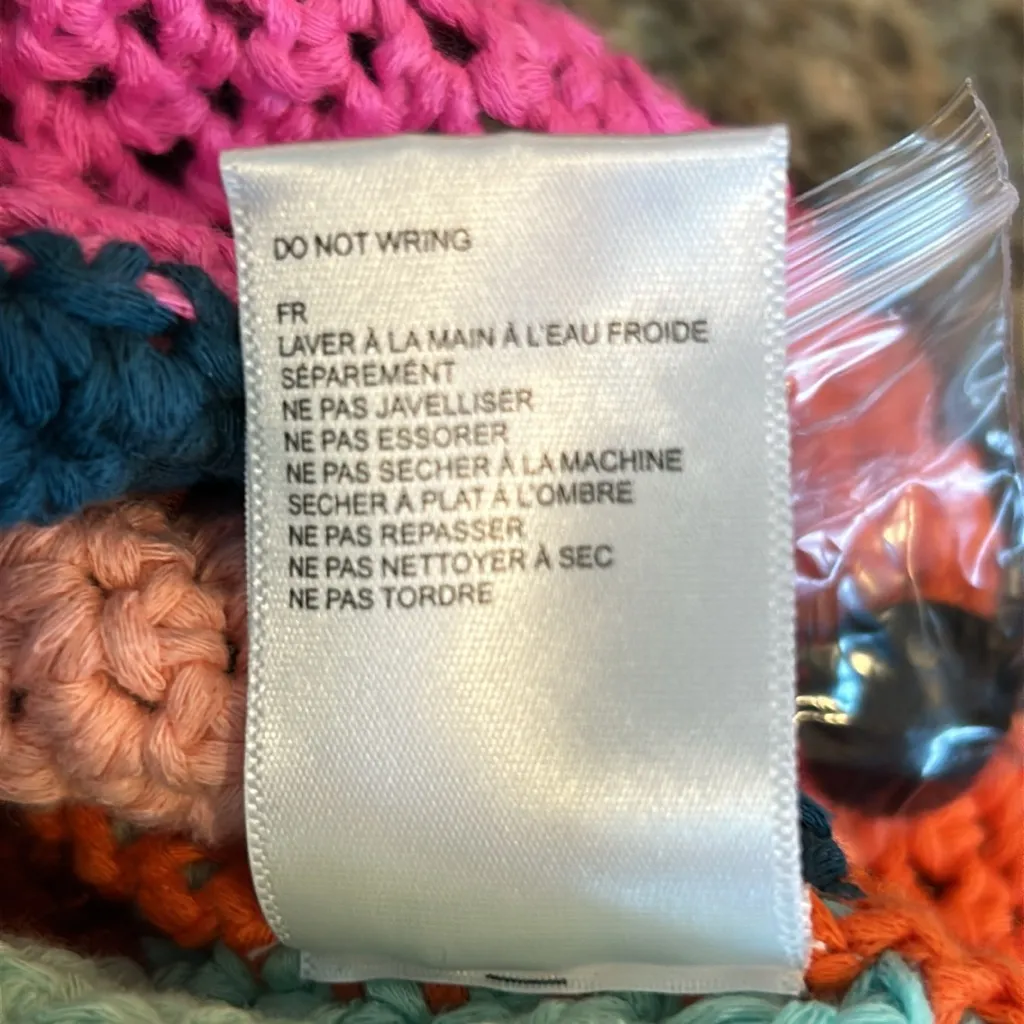 DO NOT WRING
FR
LAVER À LA MAIN À L'EAU FROIDE
SÉPAREMÉNT
NE PAS JAVELLISER
NE PAS ESSORER
NE PAS SECHER À LA MACHINE
SECHER À PLAT À L'OMBRE
NE PAS REPASSER
NE PAS NETTOYER À SEC
NE PAS TORDRE